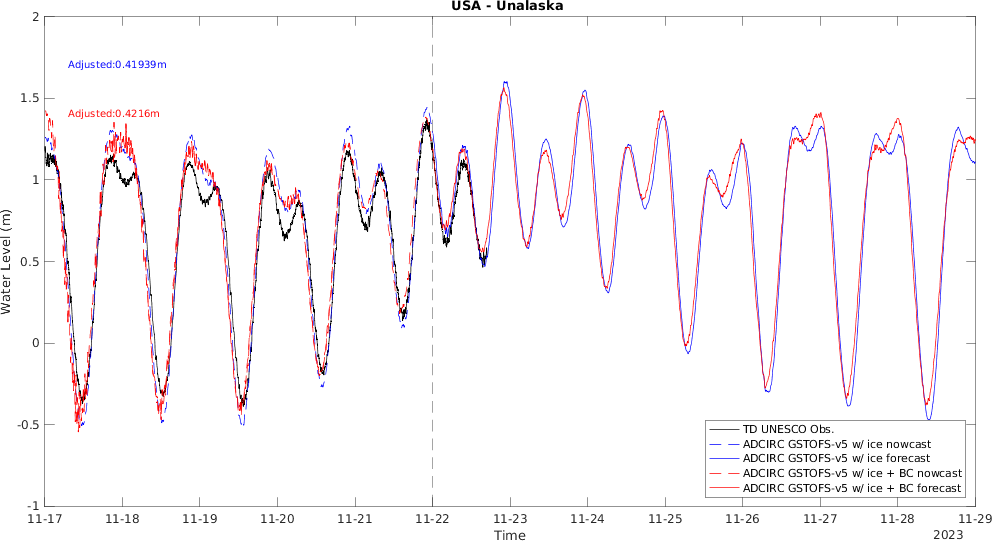 USA - Unalaska
2
1.5
1
0.5
0
-0.5
-1
Water Level (m)
Adjusted:0.41939m
Adjusted:0.4216m
TD UNESCO Obs.
ADCIRC GSTOFS-v5 w/ ice nowcast
ADCIRC GSTOFS-v5 w/ ice forecast
ADCIRC GSTOFS-v5 w/ ice + BC nowcast
ADCIRC GSTOFS-v5 w/ ice + BC forecast
11-17 11-18 11-19 11-20 11-21 11-22 11-23 11-24 11-25 11-26 11-27 11-28 11-29
Time
2023